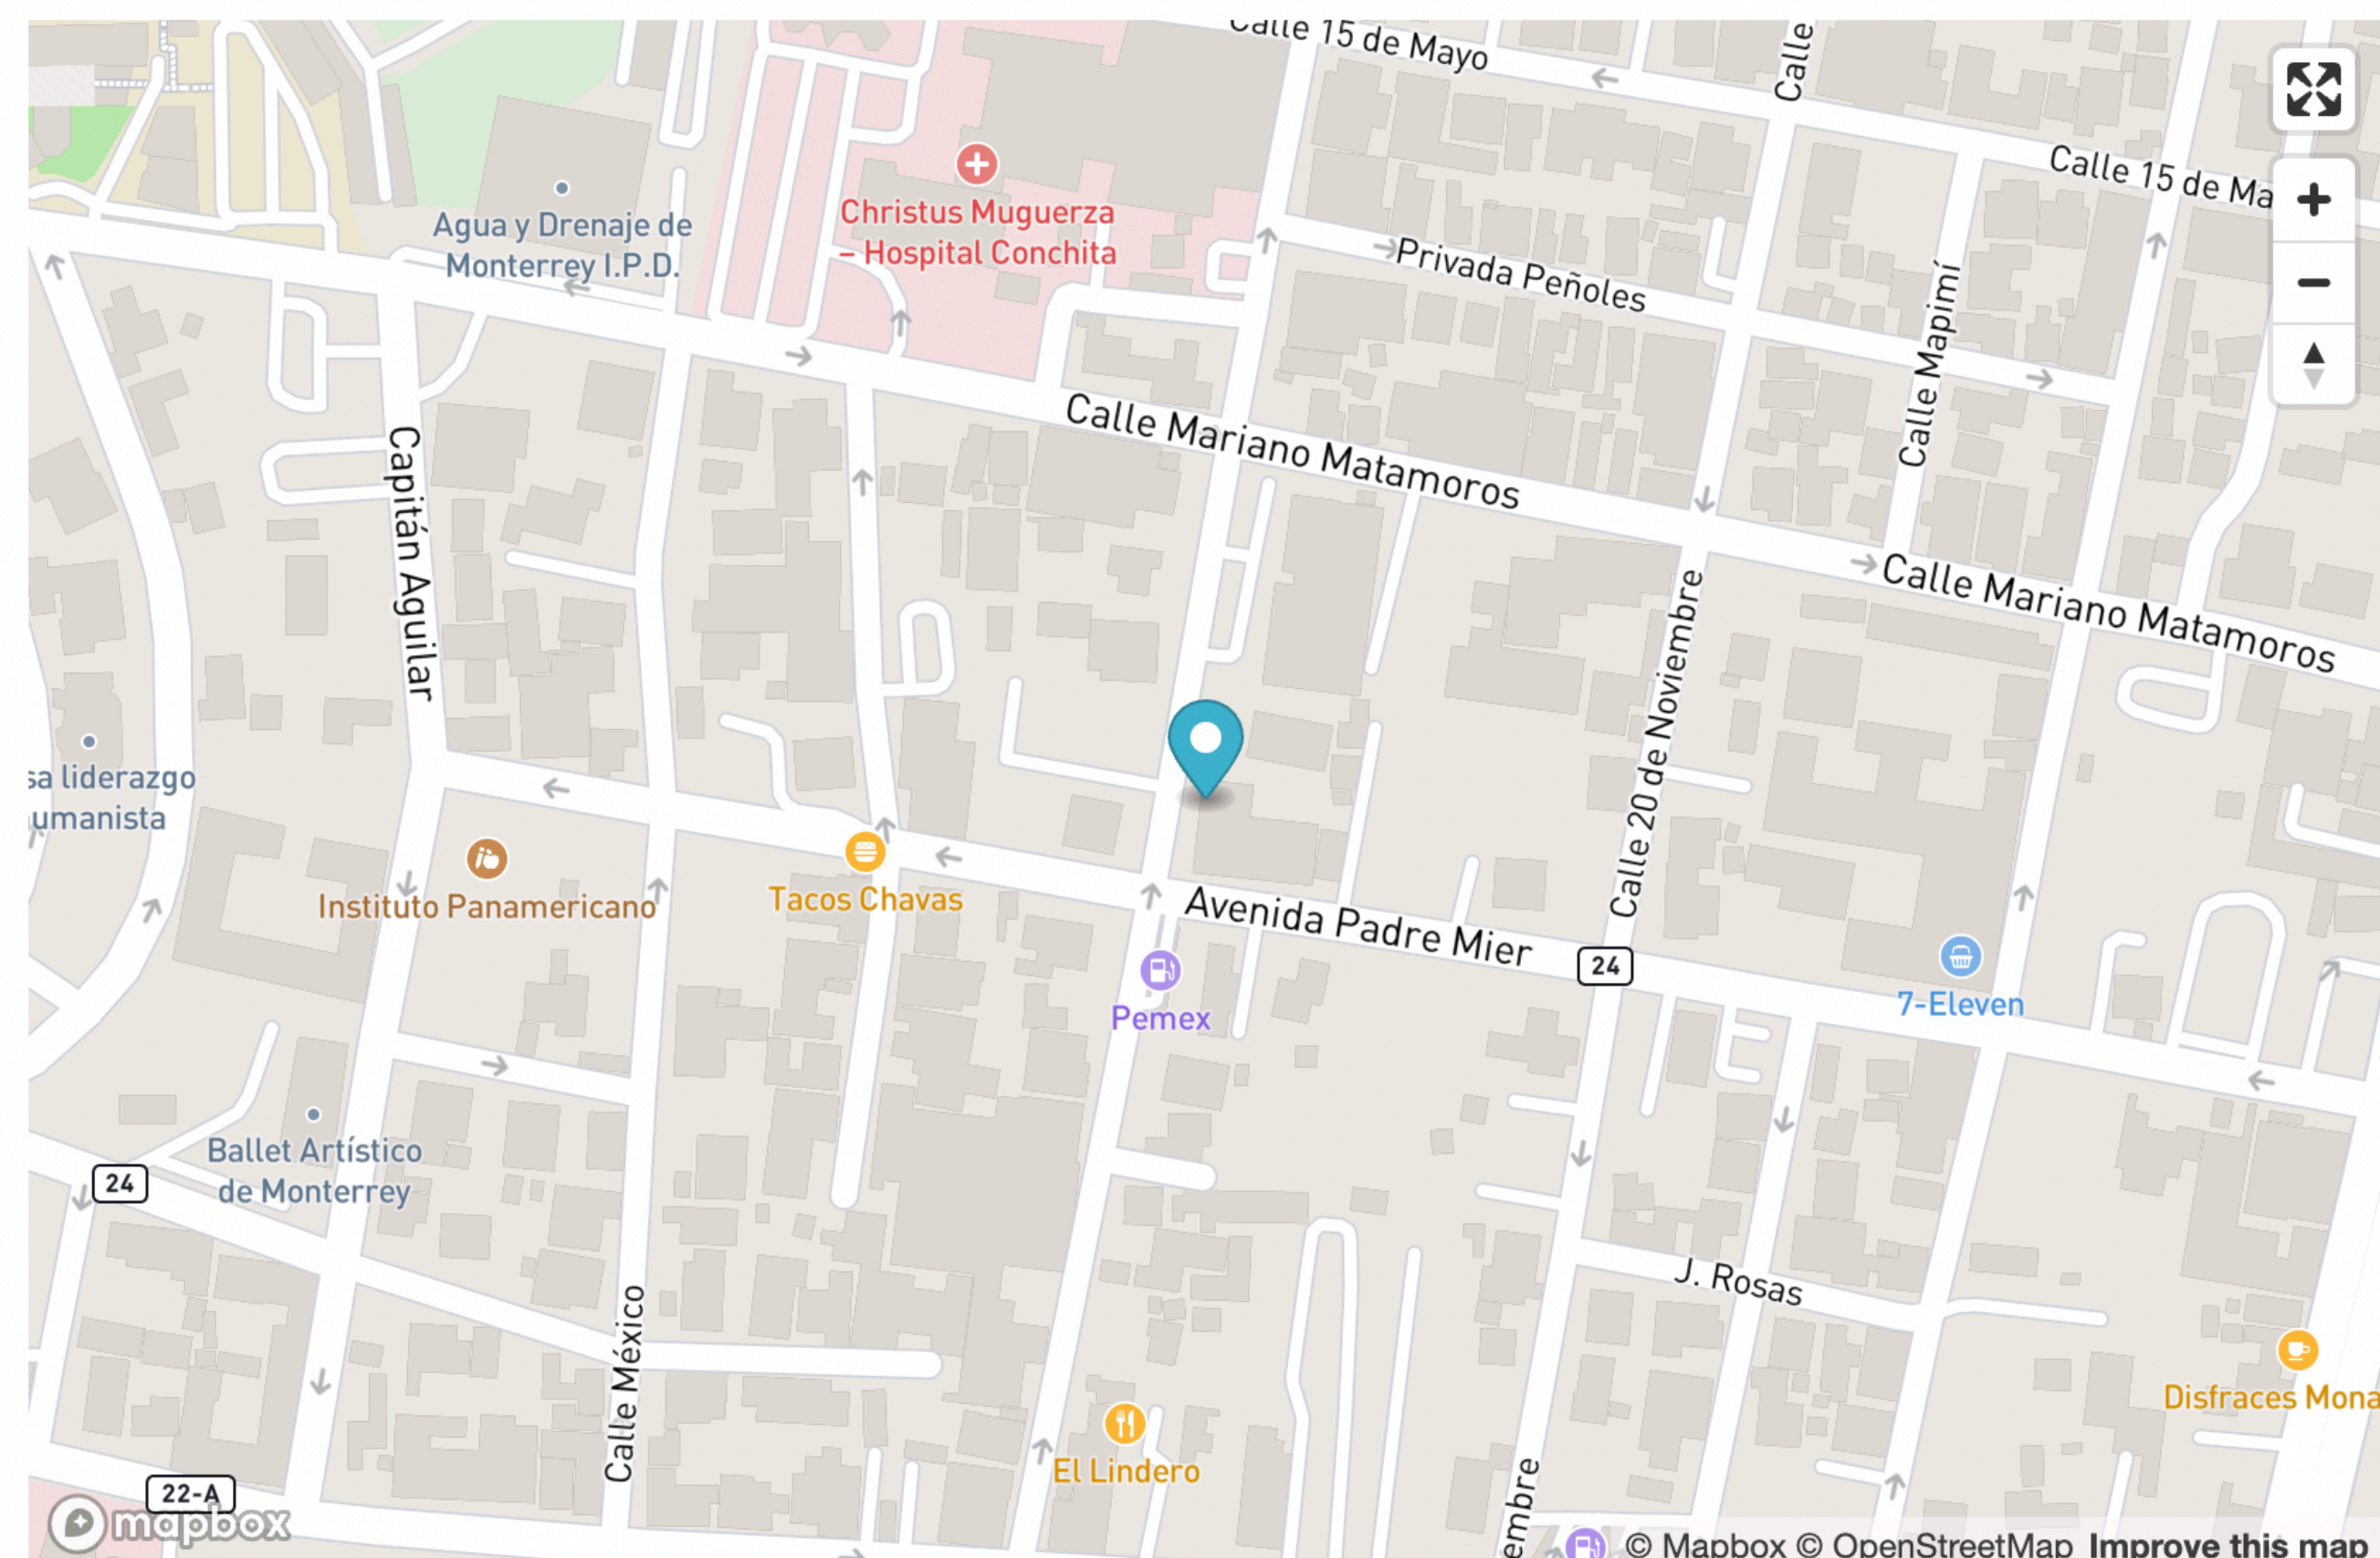 Calle 15 de Mayo
Calle
Calle 15 de Ma
Agua y Drenaje de
Monterrey I.P.D.
Christus Muguerza
– Hospital Conchita
+
−
Privada Peñoles
Calle Mapimí
Calle Mariano Matamoros
Capitán Aguilar
Calle Mariano Matamoros
Calle 20 de Noviembre
sa liderazgo
umanista
Instituto Panamericano
Tacos Chavas
Avenida Padre Mier
24
7-Eleven
Pemex
Ballet Artístico
de Monterrey
24
J. Rosas
Calle México
Disfraces Mona
El Lindero
embre
22-A
mapbox
© Mapbox © OpenStreetMap Improve this map